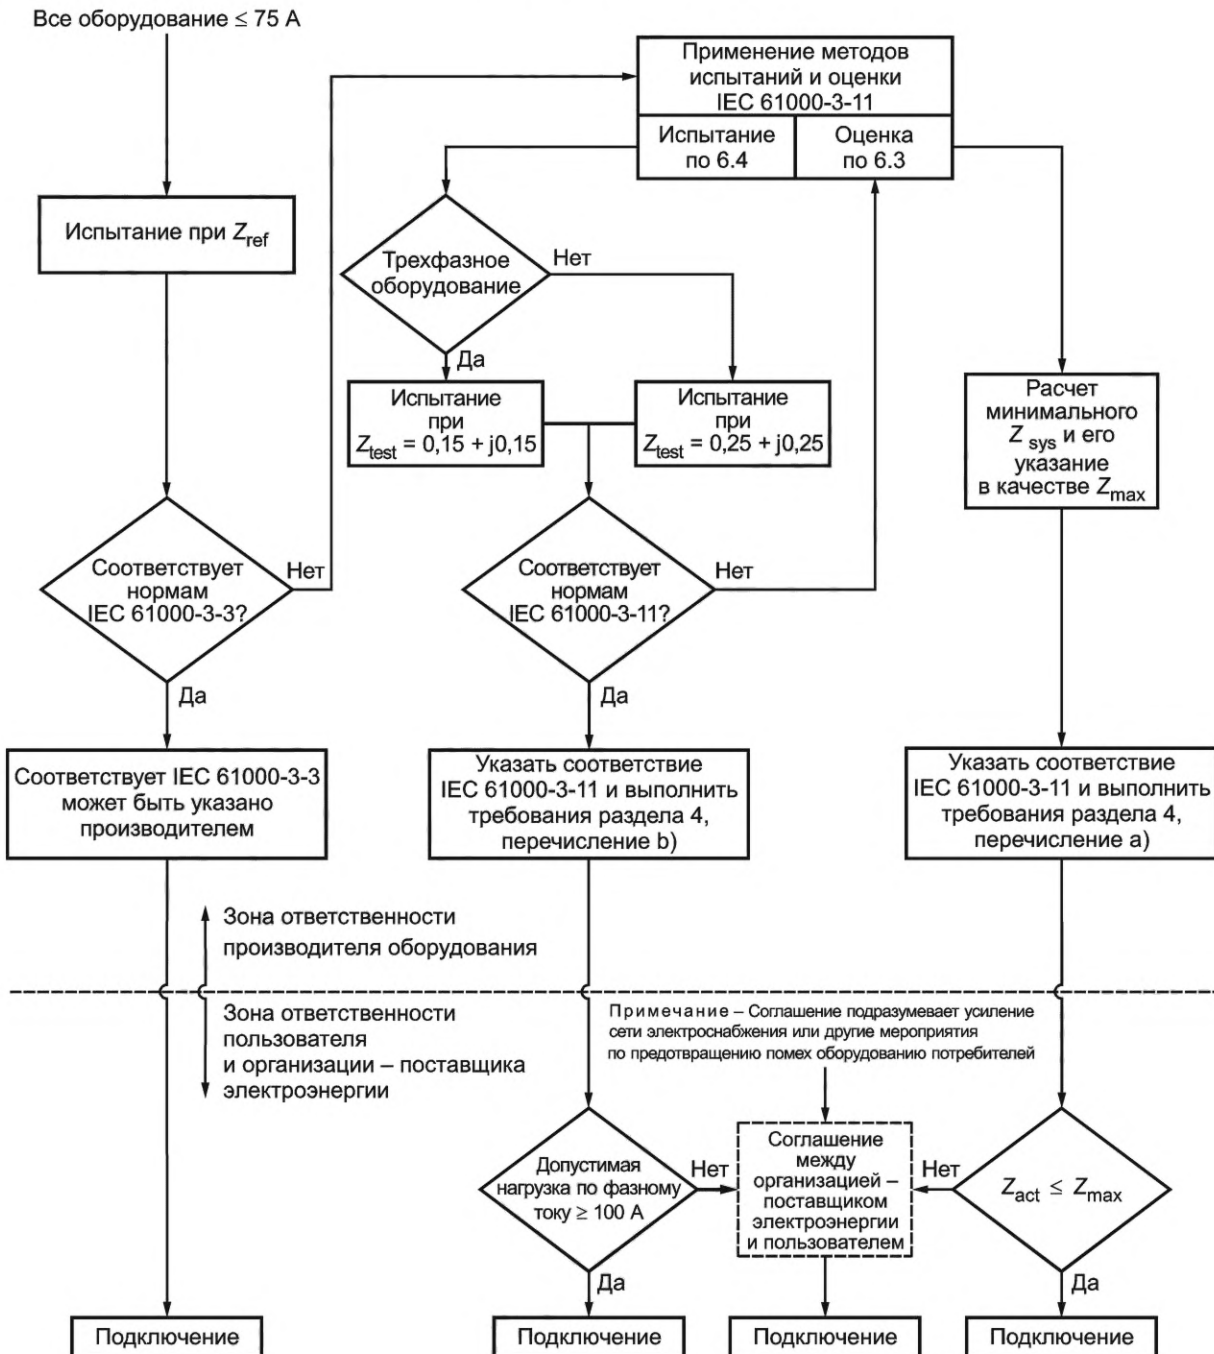 Все оборудование ≤ 75 А
Применение методов
испытаний и оценки
IEC 61000-3-11
Испытание
по 6.4
Оценка
по 6.3
Испытание при Zref
Трехфазное
оборудование
Нет
Да
Испытание
при
Ztest = 0,15 + j0,15
Испытание
при
Ztest = 0,25 + j0,25
Расчет
минимального
Z sys и его
указание
в качестве Zmax
Соответствует
нормам
IEC 61000-3-3?
Нет
Да
Соответствует
нормам
IEC 61000-3-11?
Нет
Да
Соответствует IEC 61000-3-3
может быть указано
производителем
Указать соответствие
IEC 61000-3-11 и выполнить
требования раздела 4,
перечисление b)
Указать соответствие
IEC 61000-3-11 и выполнить
требования раздела 4,
перечисление a)
Зона ответственности
производителя оборудования
Зона ответственности
пользователя
и организации – поставщика
электроэнергии
Примечание – Соглашение подразумевает усиление
сети электроснабжения или другие мероприятия
по предотвращению помех оборудованию потребителей
Допустимая
нагрузка по фазному
току ≥ 100 А
Нет
Да
Соглашение
между
организацией –
поставщиком
электроэнергии
и пользователем
Нет
Zact ≤ Zmax
Да
Подключение
Подключение
Подключение
Подключение